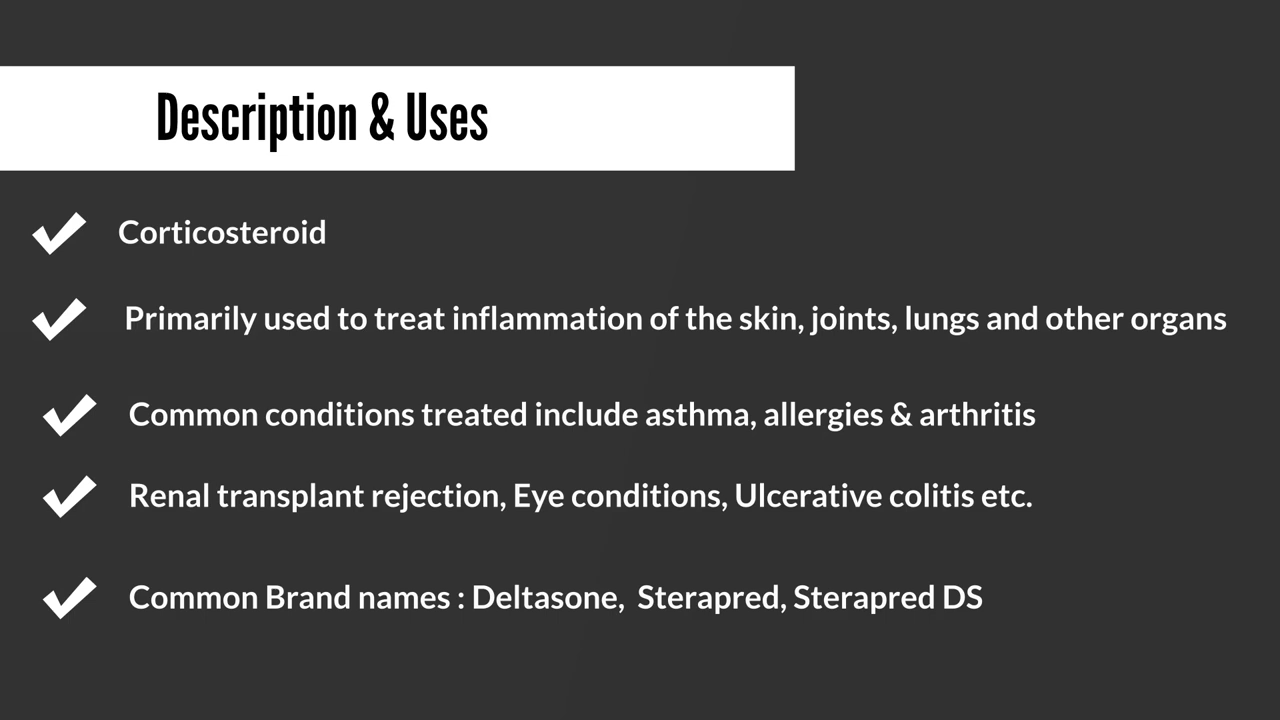 Description & Uses
Corticosteroid
Primarily used to treat inflammation of the skin, joints, lungs and other organs
Common conditions treated include asthma, allergies & arthritis
Renal transplant rejection, Eye conditions, Ulcerative colitis etc.
Common Brand names : Deltasone,  Sterapred, Sterapred DS